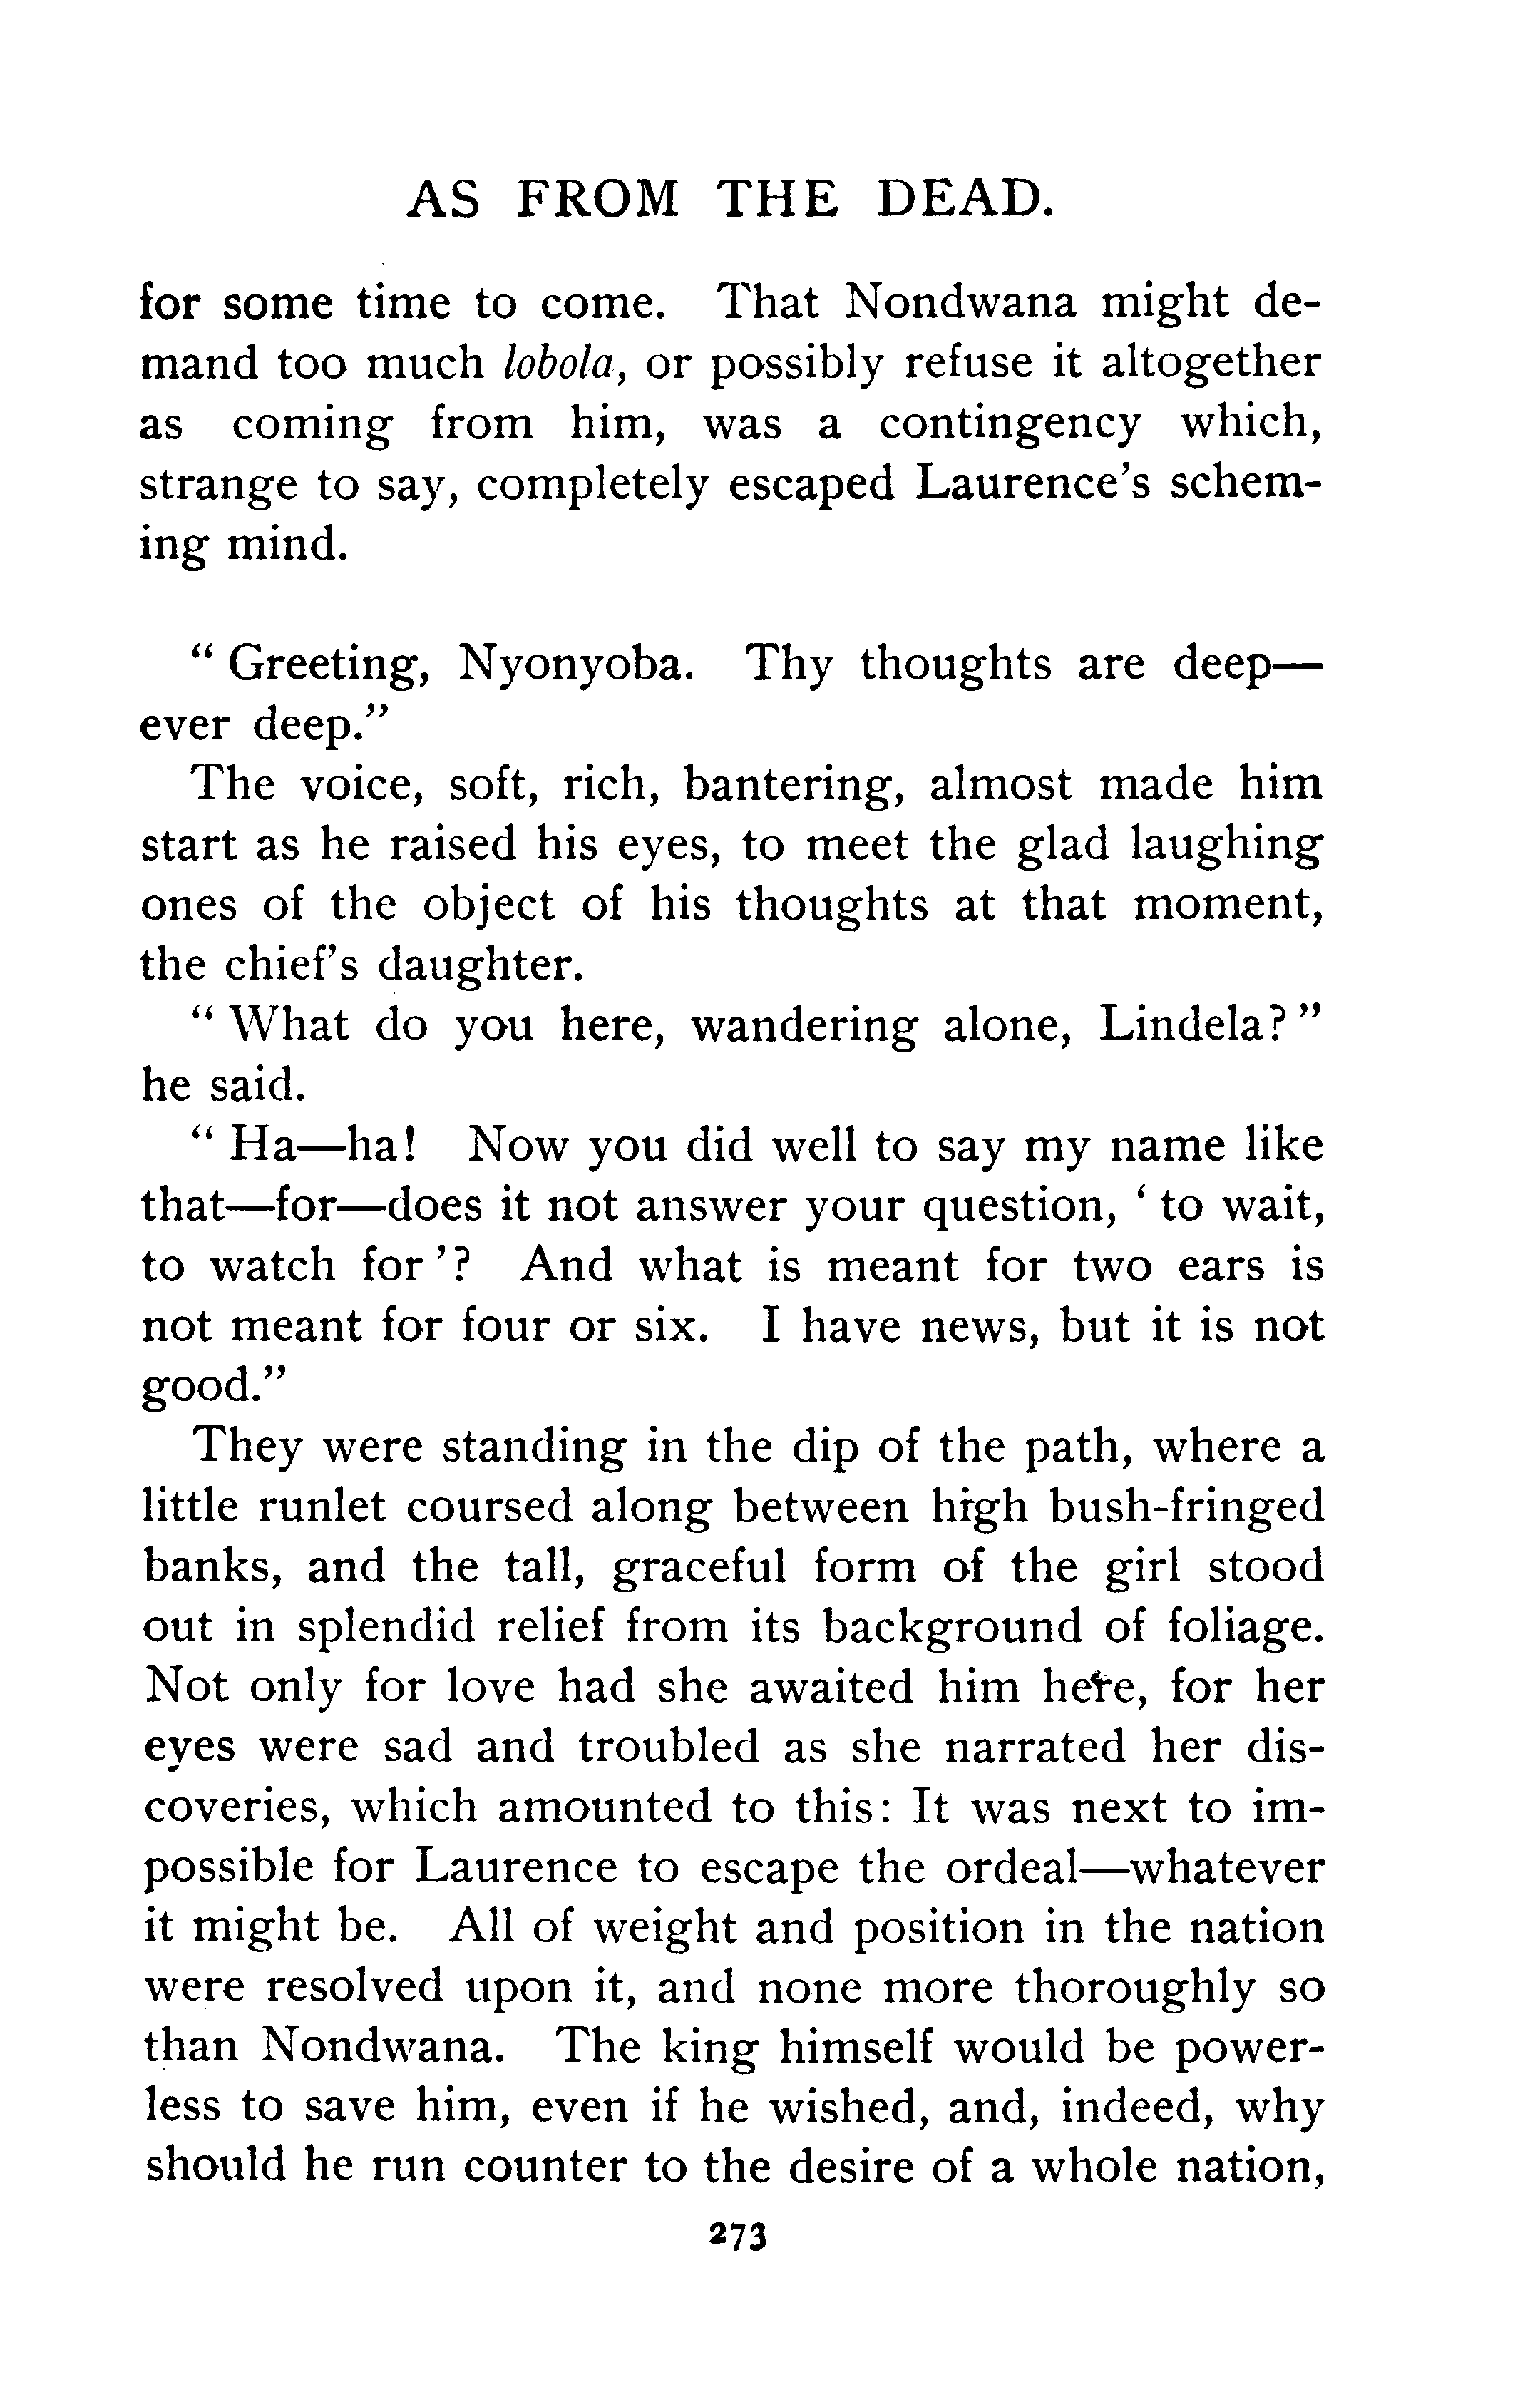 AS FROM THE DEAD.
for some time to come. That Nondwana might de-
mand too much lobola, or possibly refuse it altogether
as coming from him, was a contingency which,
strange to say, completely escaped Laurence's schem-
ing mind.
“ Greeting, Nyonyoba. Thy thoughts are deep—
ever deep.”
The voice, soft, rich, bantering, almost made him
start as he raised his eyes, to meet the glad laughing
ones of the object of his thoughts at that moment,
the chief's daughter.
“ What do you here, wandering alone, Lindela? ”
he said.
“ Ha—ha! Now you did well to say my name like
that—for—does it not answer your question, ‘ to wait,
to watch for ’? And what is meant for two ears is
not meant for four or six. I have news, but it is not
good.”
They were standing in the dip of the path, where a
little runlet coursed along between high bush-fringed
banks, and the tall, graceful form of the girl stood
out in splendid relief from its background of foliage.
Not only for love had she awaited him here, for her
eyes were sad and troubled as she narrated her dis-
coveries, which amounted to this: It was next to im-
possible for Laurence to escape the ordeal—whatever
it might be. All of weight and position in the nation
were resolved upon it, and none more thoroughly so
than Nondwana. The king himself would be power-
less to save him, even if he wished, and, indeed, why
should he run counter to the desire of a whole nation,
273